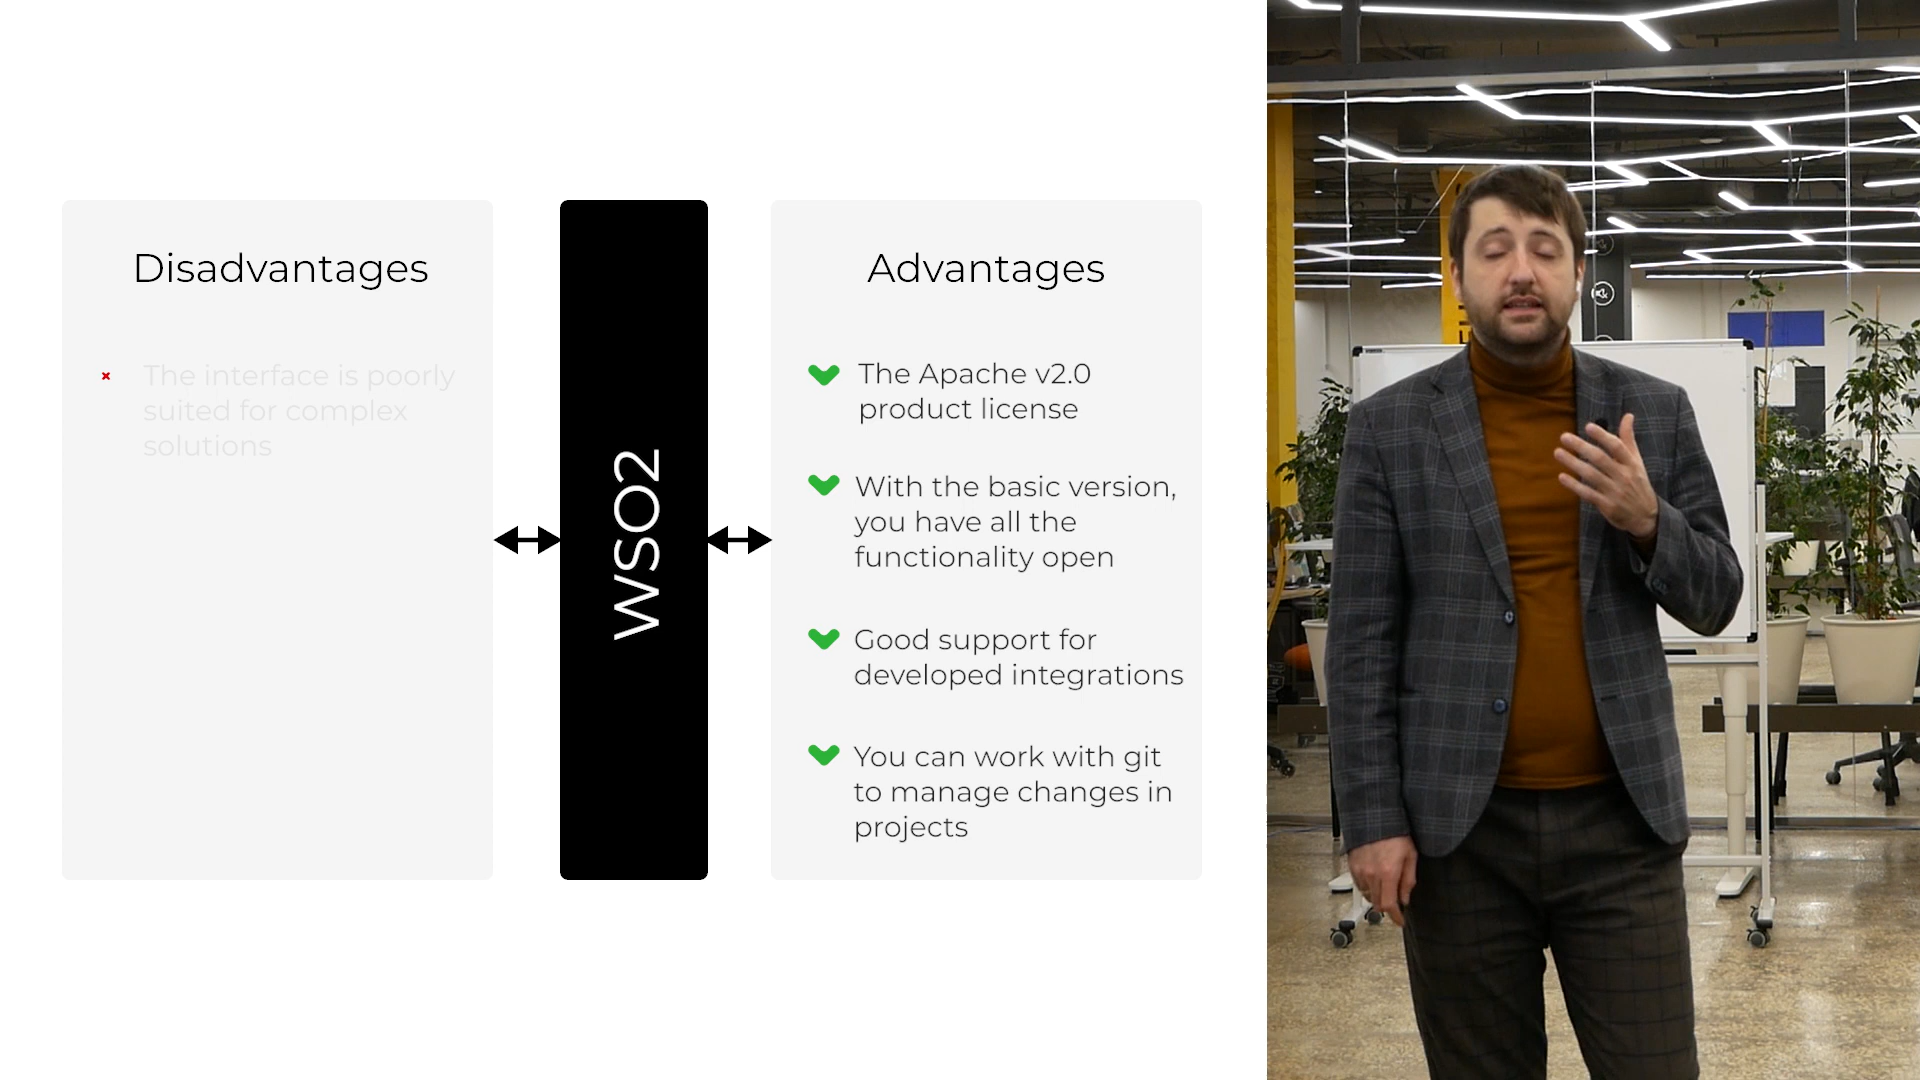 Disadvantages
The interface is poorly
suited for complex
solutions
WSO2
Advantages
The Apache v2.0
product license
With the basic version,
you have all the
functionality open
Good support for
developed integrations
You can work with git
to manage changes in
projects